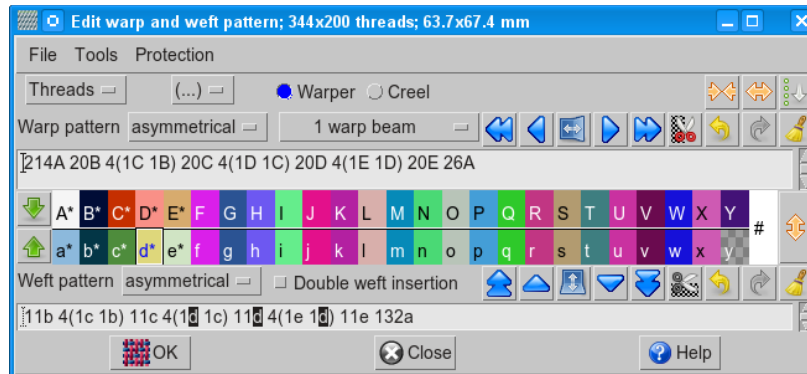 Edit warp and weft pattern; 344x200 threads; 63.7x67.4 mm
File Tools Protection
Threads (...) Warper Creel
Warp pattern asymmetrical 1 warp beam
214A 20B 4(1C 1B) 20C 4(1D 1C) 20D 4(1E 1D) 20E 26A
A* B* C* D* E* F G H I J K L M N O P Q R S T U V W X Y #
a* b* c* d* e* f g h i j k l m n o p q r s t u v w x y
Weft pattern asymmetrical Double weft insertion
11b 4(1c 1b) 11c 4(1d 1c) 11d 4(1e 1d) 11e 132a
OK Close Help